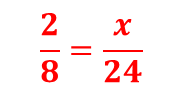 2/8 = x/24